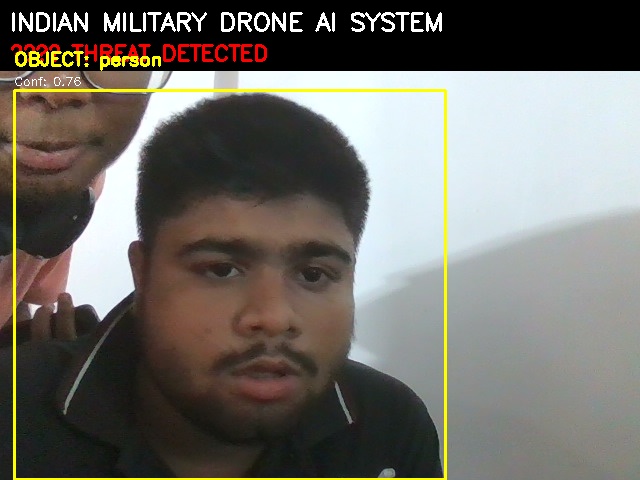 INDIAN MILITARY DRONE AI SYSTEM
???? THREAT DETECTED
OBJECT: person
Conf: 0.76